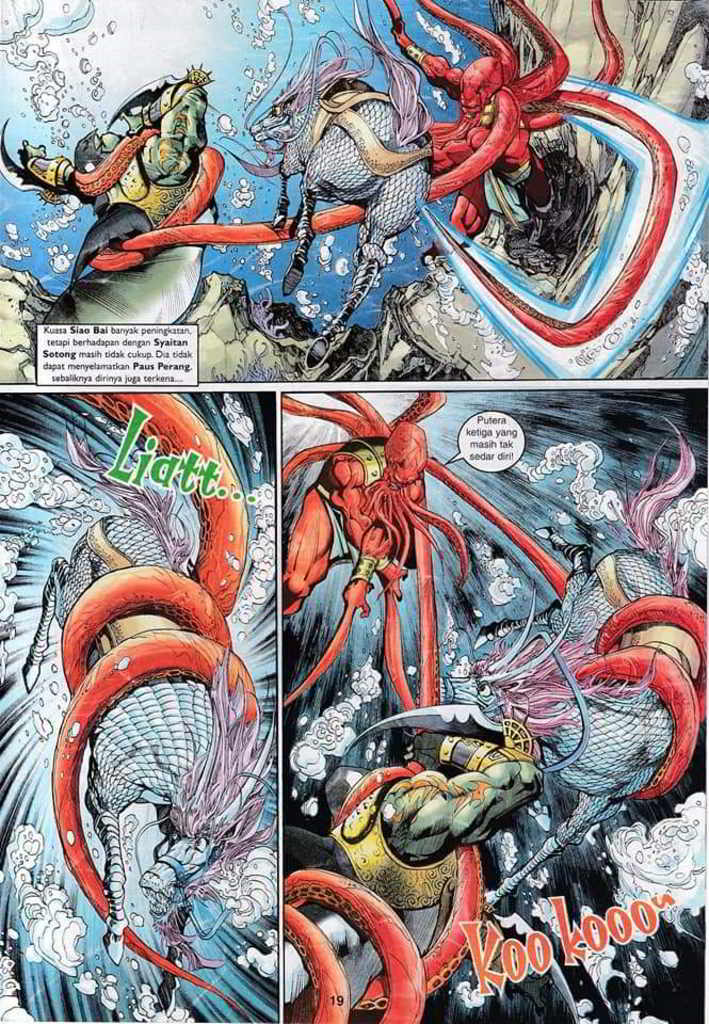 Kuasa Siao Bai banyak peningkatan,
tetapi berhadapan dengan Syaitan
Sotong masih tidak cukup. Dia tidak
dapat menyelamatkan Paus Perang,
sebaliknya dirinya juga terkena....
Liatt...
Putera
ketiga yang
masih tak
sedar diri!
Koo kooo"
19